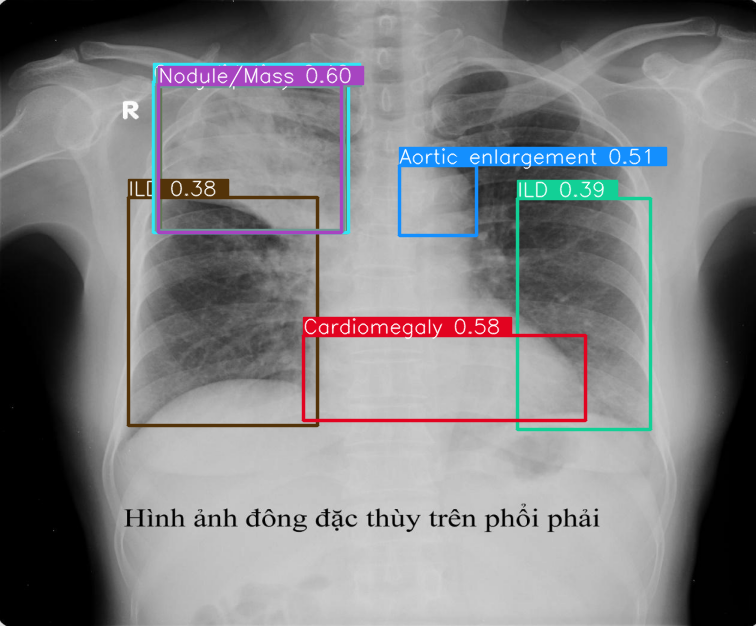 Nodule/Mass 0.60
R
Aortic enlargement 0.51
ILD 0.38
ILD 0.39
Cardiomegaly 0.58
Hình ảnh đông đặc thùy trên phổi phải